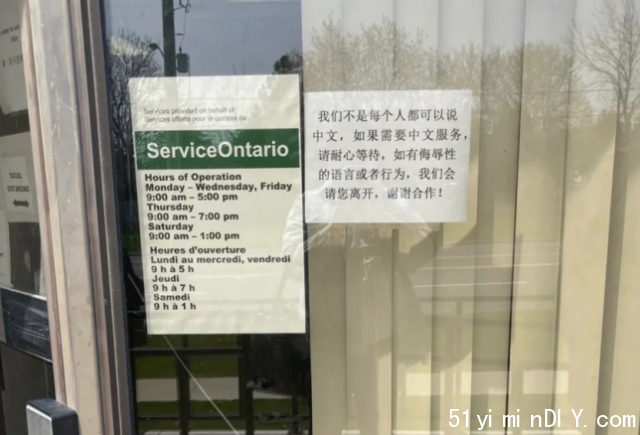 Services provided on behalf of
Services offerts pour le compte de
ServiceOntario
Hours of Operation
Monday – Wednesday, Friday
9:00 am – 5:00 pm
Thursday
9:00 am – 7:00 pm
Saturday
9:00 am – 1:00 pm
Heures d'ouverture
Lundi au mercredi, vendredi
9 h à 5 h
Jeudi
9 h à 7 h
Samedi
9 h à 1 h
我们不是每个人都可以说
中文，如果需要中文服务，
请耐心等待，如有侮辱性
的语言或者行为，我们会
请您离开，谢谢合作！
SOCIAL
DISTANCING
51yiminDIY.com